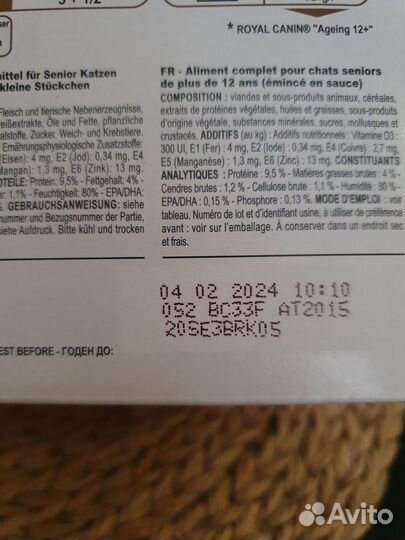 * ROYAL CANIN® "Ageing 12+"
mittel für Senior Katzen
kleine Stückchen
Fleisch und tierische Nebenerzeugnisse,
weißextrakte, Öle und Fette, pflanzliche
Zucker, Weich- und Krebstiere.
Ernährungsphysiologische Zusatzstoffe:
(Eisen): 4 mg, E2 (Jod): 0,34 mg, E4
(Mangan): 1,3 mg, E6 (Zink): 13 mg.
Protein: 9,5% - Fettgehalt: 4% -
1,1% - Feuchtigkeit: 80% - EPA/DHA:
%. GEBRAUCHSANWEISUNG: siehe
nummer und Bezugsnummer der Partie,
siehe Aufdruck. Bitte kühl und trocken
FR - Aliment complet pour chats seniors
de plus de 12 ans (émincé en sauce)
COMPOSITION : viandes et sous-produits animaux, céréales,
extraits de protéines végétales, huiles et graisses, sous-produits
d'origine végétale, substances minérales, sucres, mollusques et
crustacés. ADDITIFS (au kg) : Additifs nutritionnels : Vitamine D3 :
300 UI, E1 (Fer) : 4 mg, E2 (Iode) : 0,34 mg, E4 (Cuivre) : 2,7 mg,
E5 (Manganèse) : 1,3 mg, E6 (Zinc) : 13 mg. CONSTITUANTS
ANALYTIQUES : Protéine : 9,5% - Matières grasses brutes : 4% -
Cendres brutes : 1,2% - Cellulose brute : 1,1% - Humidité : 80% -
EPA/DHA : 0,15% - Phosphore : 0,13%. MODE D'EMPLOI : voir
tableau. Numéro de lot et d'identifiant usine, à utiliser de préférence
avant : voir sur l'emballage. À conserver dans un endroit sec
et frais.
04 02 2024 10:10
052 BC33F AT2015
205E3BRK05
EST BEFORE - ГОДЕН ДО:
Avito